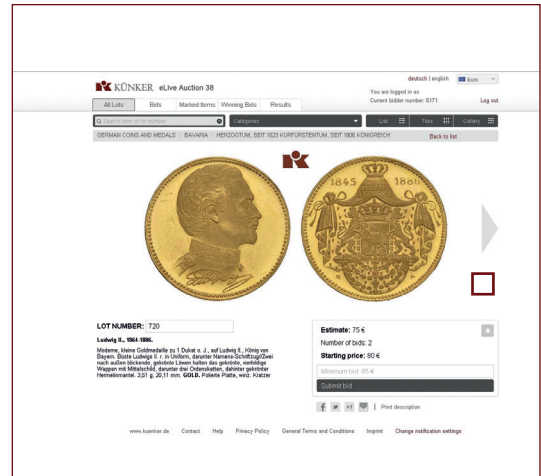 deutsch | english Euro
KÜNKER eLive Auction 38
You are logged in as
Current bidder number: 6171 Log out
All Lots Bids Marked Items Winning Bids Results
Search term or lot number Categories List Tiles Gallery
GERMAN COINS AND MEDALS | BAVARIA | HERZOGTUM, SEIT 1623 KURFÜRSTENTUM, SEIT 1806 KÖNIGREICH Back to list
1845 1886
LOT NUMBER: 720
Ludwig II., 1864-1886.
Moderne, kleine Goldmedaille zu 1 Dukat o. J., auf Ludwig II., König von
Bayern. Büste Ludwigs II. r. in Uniform, darunter Namens-Schriftzug//Zwei
nach außen blickende, gekrönte Löwen halten das gekrönte, vierfeldige
Wappen mit Mittelschild, darunter drei Ordensketten, dahinter gekrönter
Hermelinmantel. 3,51 g; 20,11 mm. GOLD. Polierte Platte, winz. Kratzer
Estimate: 75 €
Number of bids: 2
Starting price: 80 €
Minimum bid: 85 €
Submit bid
f +1 | Print description
www.kuenker.de Contact Help Privacy Policy General Terms and Conditions Imprint Change notification settings